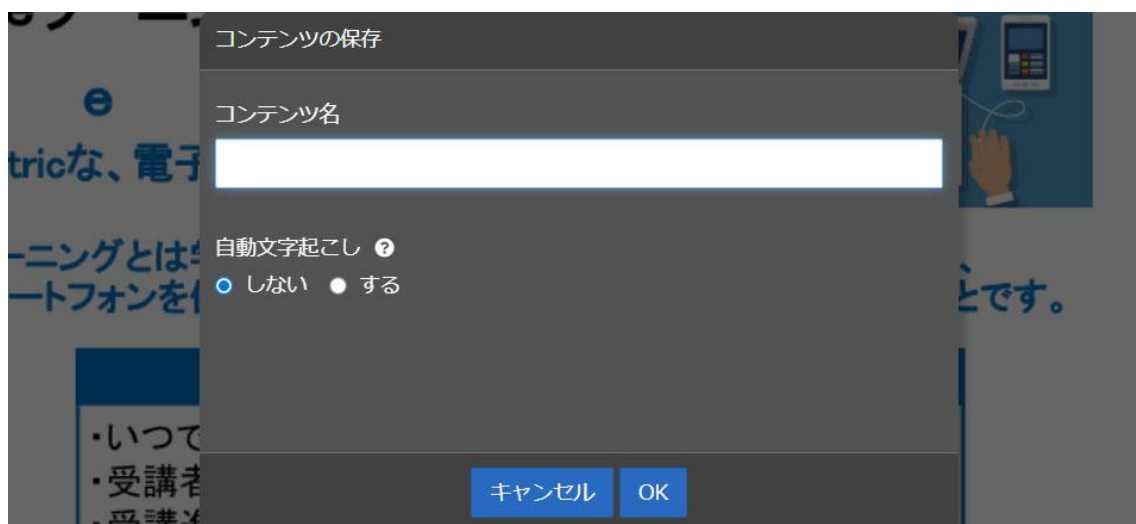 コンテンツの保存
コンテンツ名
e
tricな、電子
自動文字起こし ?
ーニングとは
しない する
ートフォンを
とです。
・いつで
・受講者
キャンセル OK